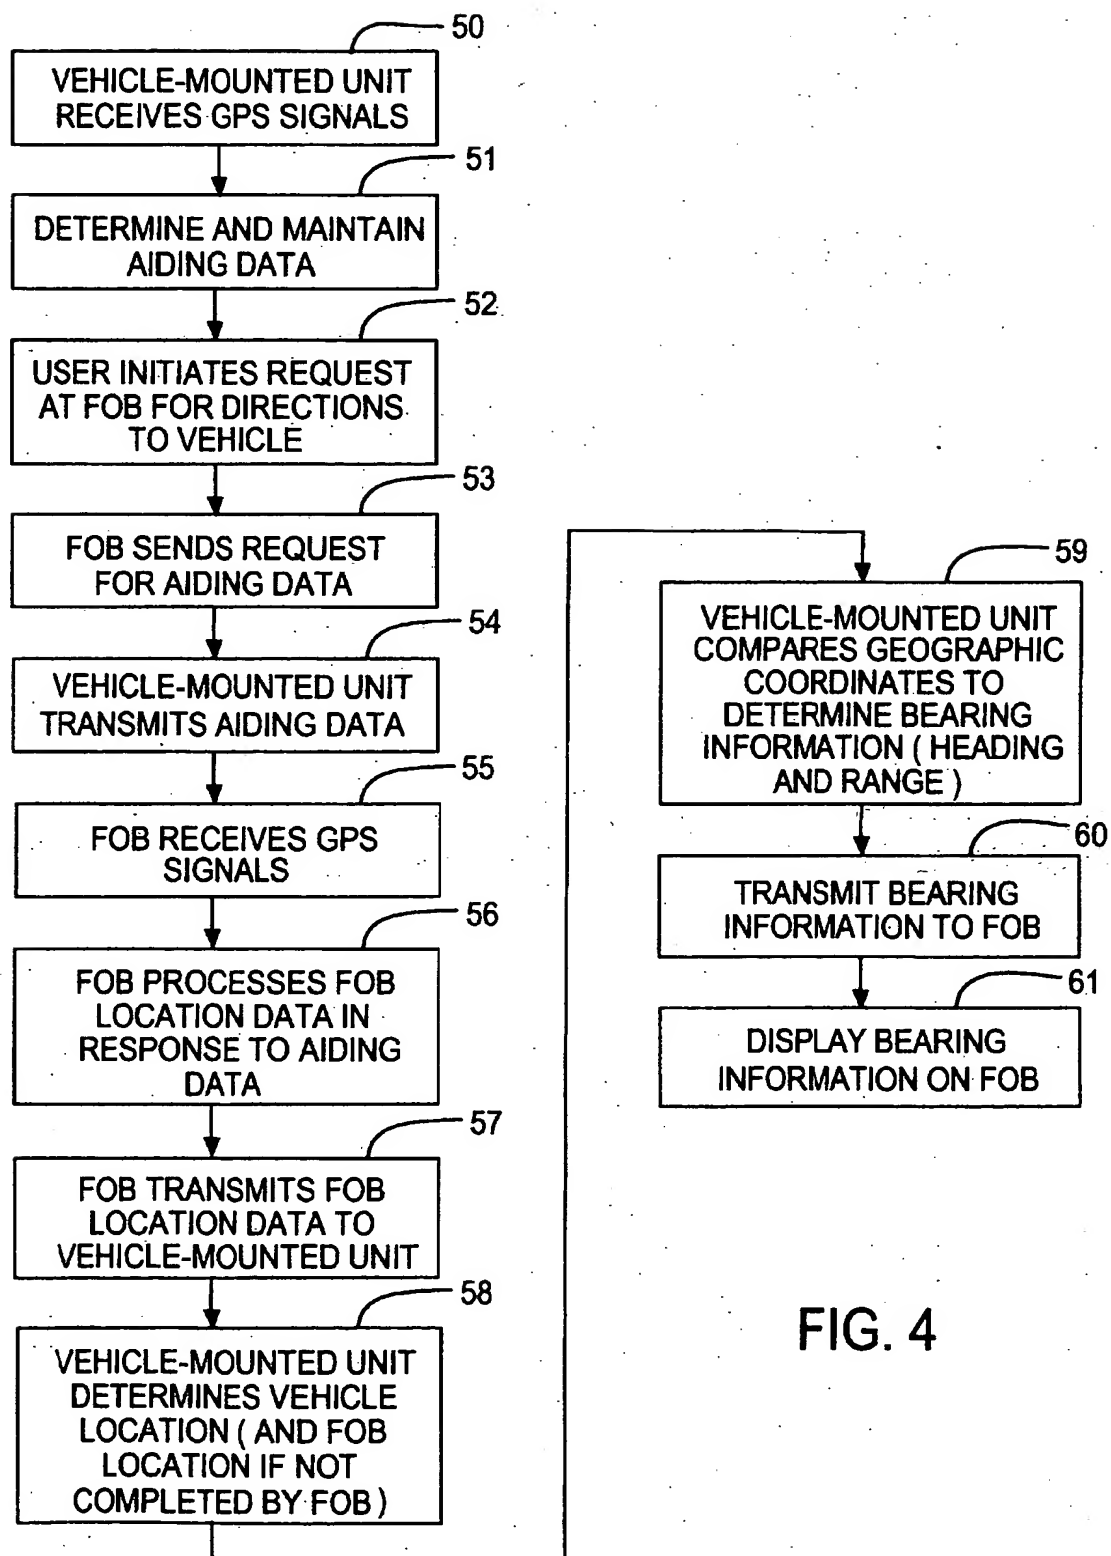 50
VEHICLE-MOUNTED UNIT
RECEIVES GPS SIGNALS
51
DETERMINE AND MAINTAIN
AIDING DATA
52
USER INITIATES REQUEST
AT FOB FOR DIRECTIONS
TO VEHICLE
53
FOB SENDS REQUEST
FOR AIDING DATA
54
VEHICLE-MOUNTED UNIT
TRANSMITS AIDING DATA
55
FOB RECEIVES GPS
SIGNALS
56
FOB PROCESSES FOB
LOCATION DATA IN
RESPONSE TO AIDING
DATA
57
FOB TRANSMITS FOB
LOCATION DATA TO
VEHICLE-MOUNTED UNIT
58
VEHICLE-MOUNTED UNIT
DETERMINES VEHICLE
LOCATION ( AND FOB
LOCATION IF NOT
COMPLETED BY FOB )
59
VEHICLE-MOUNTED UNIT
COMPARES GEOGRAPHIC
COORDINATES TO
DETERMINE BEARING
INFORMATION ( HEADING
AND RANGE )
60
TRANSMIT BEARING
INFORMATION TO FOB
61
DISPLAY BEARING
INFORMATION ON FOB
FIG. 4